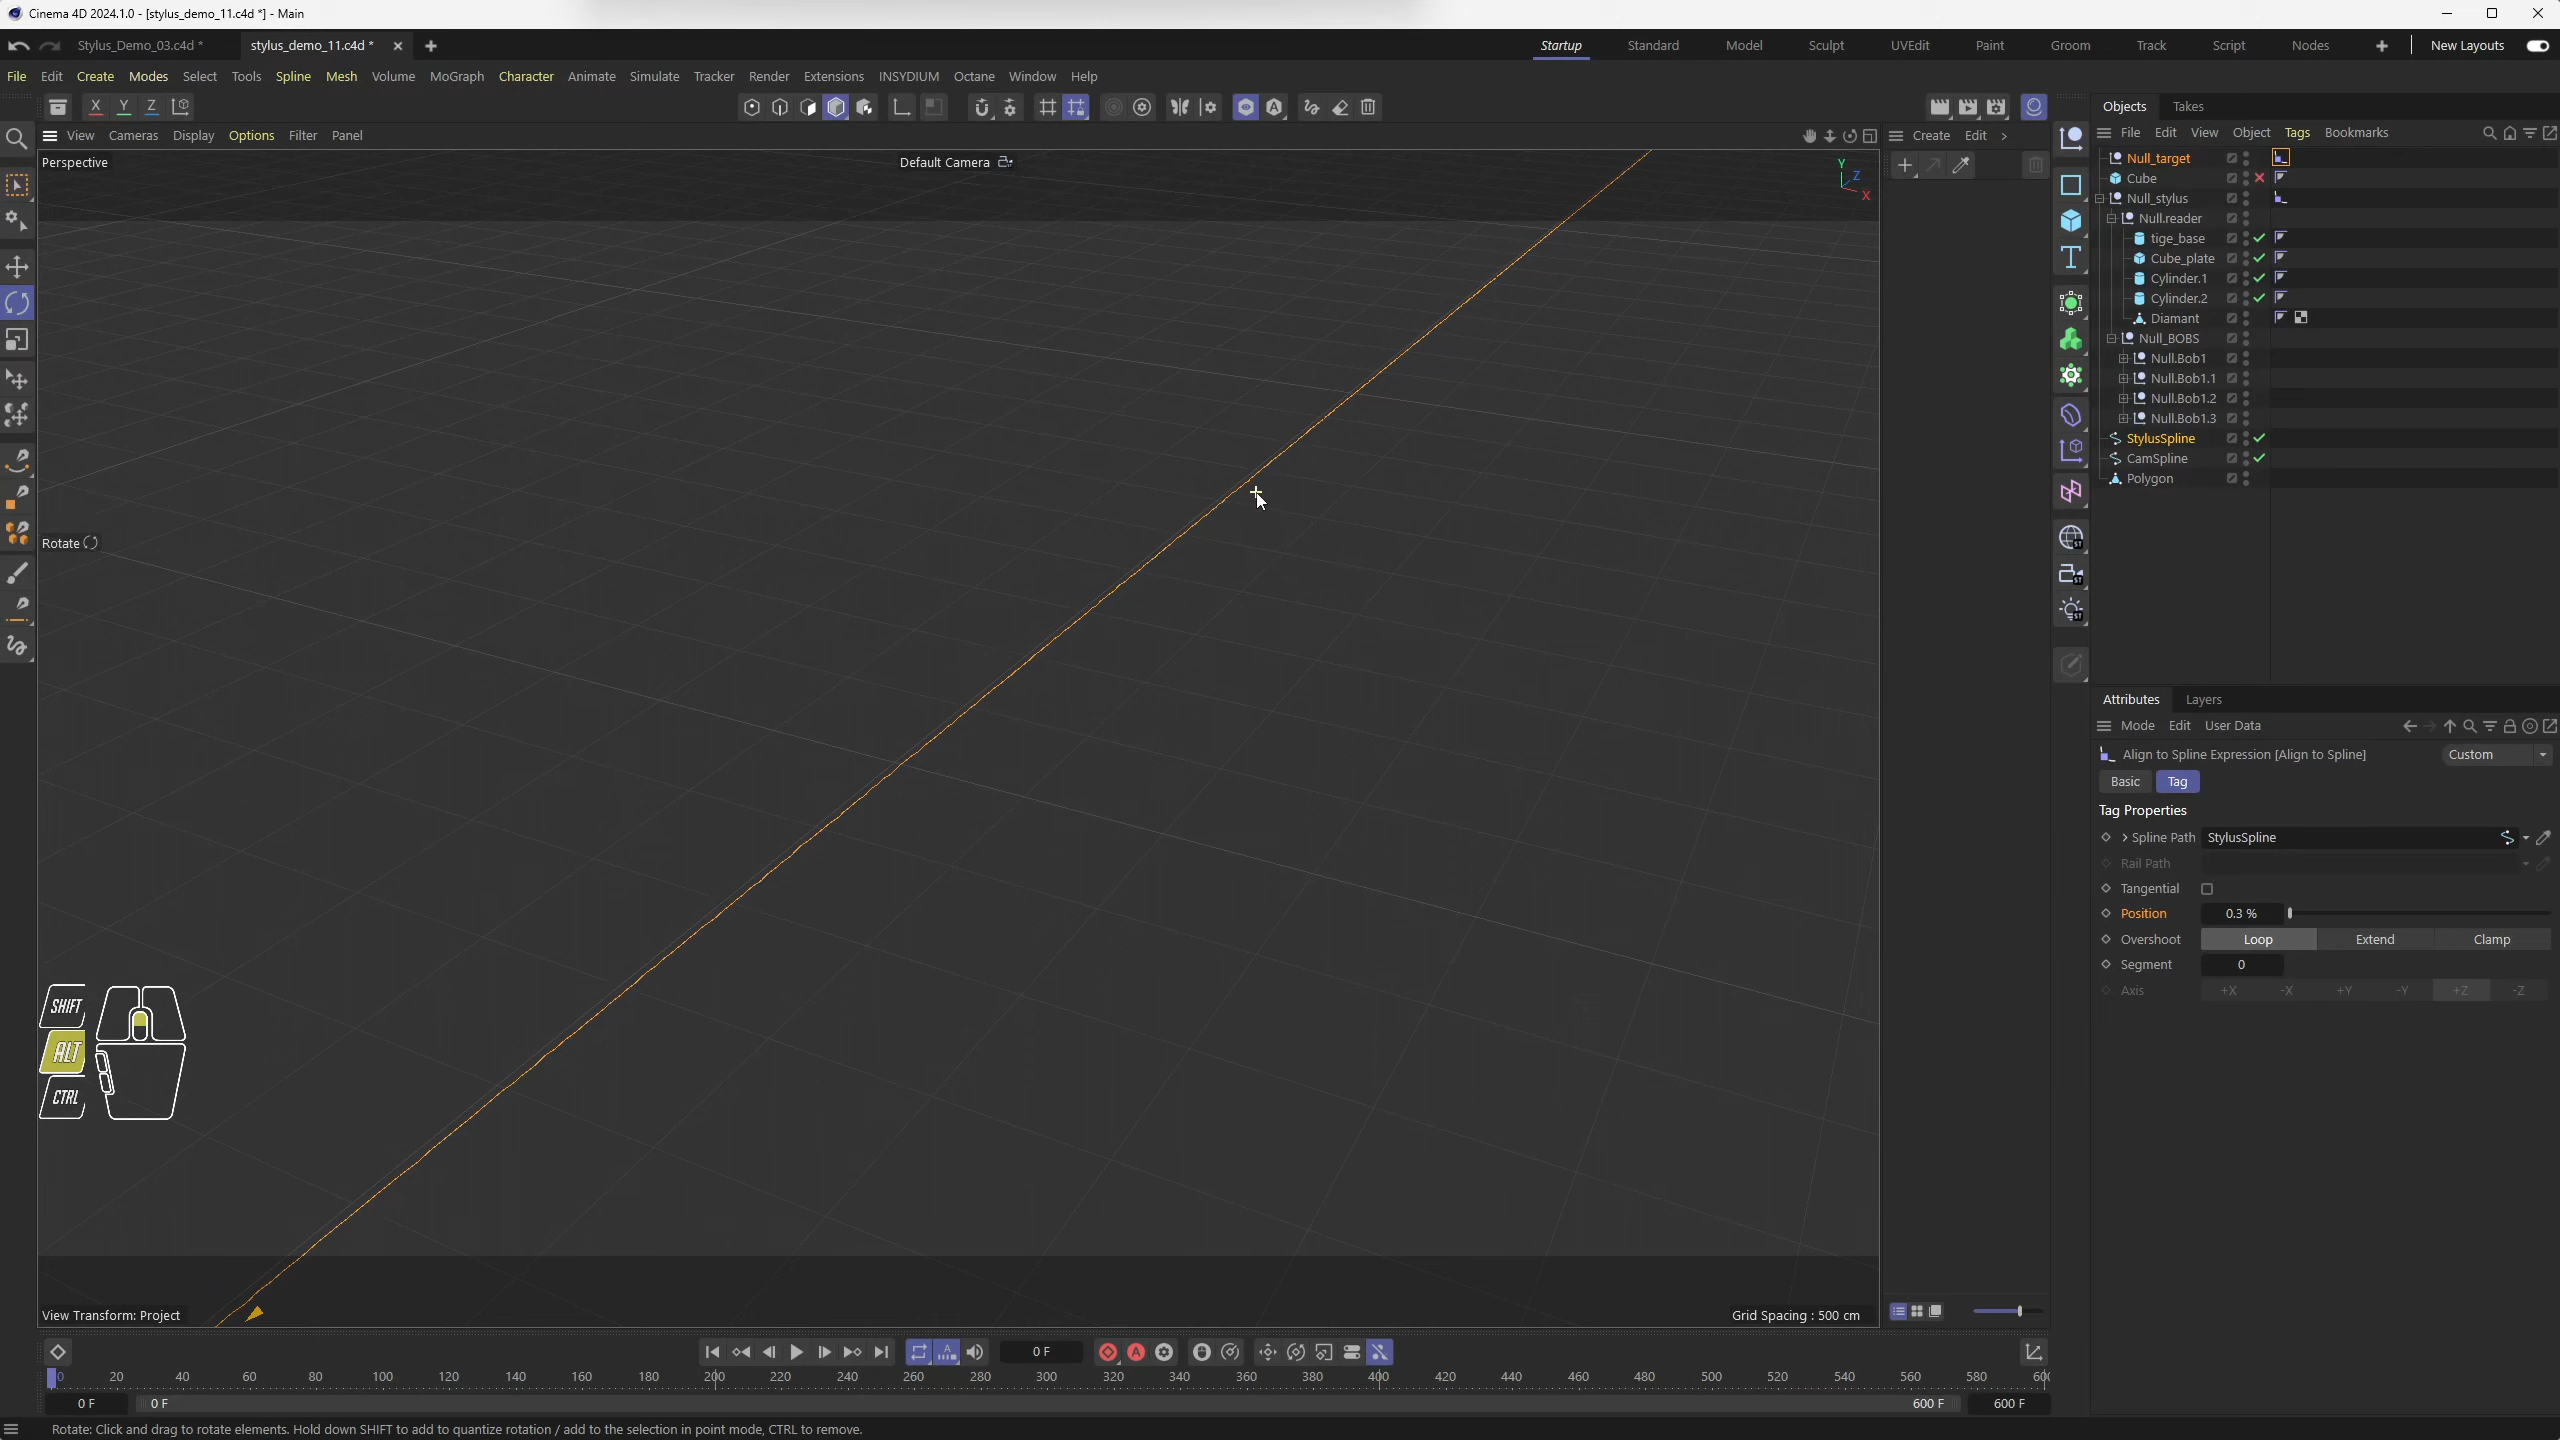 Cinema 4D 2024.1.0 - [stylus_demo_11.c4d *] - Main
Stylus_Demo_03.c4d *
stylus_demo_11.c4d *
Startup Standard Model Sculpt UVEdit Paint Groom Track Script Nodes New Layouts
File Edit Create Modes Select Tools Spline Mesh Volume MoGraph Character Animate Simulate Tracker Render Extensions INSYDIUM Octane Window Help
X Y Z
Objects Takes
View Cameras Display Options Filter Panel
Create Edit
File Edit View Object Tags Bookmarks
Perspective
Default Camera
Y
Z
X
Null_target
Cube
Null_stylus
Null.reader
tige_base
Cube_plate
Cylinder.1
Cylinder.2
Diamant
Null_BOBS
Null.Bob1
Null.Bob1.1
Null.Bob1.2
Null.Bob1.3
StylusSpline
CamSpline
Polygon
Rotate
ST
ST
ST
Attributes Layers
Mode Edit User Data
Align to Spline Expression [Align to Spline]
Custom
Basic Tag
Tag Properties
Spline Path StylusSpline
Rail Path
Tangential
Position 0.3 %
Overshoot Loop Extend Clamp
Segment 0
Axis +X -X +Y -Y +Z -Z
SHIFT
ALT
CTRL
View Transform: Project
Grid Spacing : 500 cm
0 F
0 20 40 60 80 100 120 140 160 180 200 220 240 260 280 300 320 340 360 380 400 420 440 460 480 500 520 540 560 580 60
0 F 0 F 600 F 600 F
Rotate: Click and drag to rotate elements. Hold down SHIFT to add to quantize rotation / add to the selection in point mode, CTRL to remove.